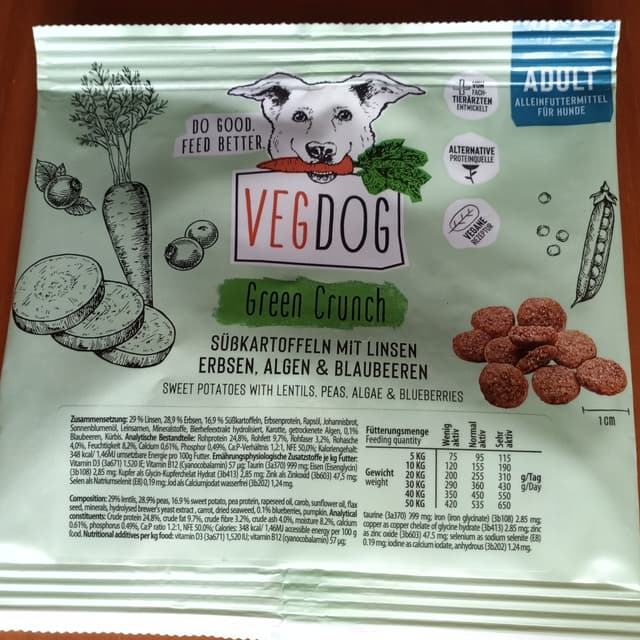 ADULT
ALLEINFUTTERMITTEL
FÜR HUNDE
VON
FACH-
TIERÄRZTEN
ENTWICKELT
DO GOOD.
FEED BETTER.
ALTERNATIVE
PROTEINQUELLE
VEGDOG
VEGANE
REZEPTUR
Green Crunch
SÜẞKARTOFFELN MIT LINSEN
ERBSEN, ALGEN & BLAUBEEREN
SWEET POTATOES WITH LENTILS, PEAS, ALGAE & BLUEBERRIES
1 cm
Zusammensetzung: 29 % Linsen, 28,9 % Erbsen, 16,9 % Süßkartoffeln, Erbsenprotein, Rapsöl, Johannisbrot,
Sonnenblumenöl, Leinsamen, Mineralstoffe, Bierhefeextrakt hydrolisiert, Karotte, getrocknete Algen, 0,1%
Blaubeeren, Kürbis. Analytische Bestandteile: Rohprotein 24,8%, Rohfett 9,7%, Rohfaser 3,2%, Rohasche
4,0%, Feuchtigkeit 8,2%, Calcium 0,61%, Phosphor 0,49%, Ca:P-Verhältnis 1,2:1, NFE 50,0%; Kaloriengehalt:
348 kcal/ 1,46MJ umsetzbare Energie pro 100g Futter. Ernährungsphysiologische Zusatzstoffe je kg Futter:
Vitamin D3 (3a671) 1.520 IE; Vitamin B12 (Cyanocobalamin) 57 µg; Taurin (3a370) 999 mg; Eisen (Eisenglycin)
(3b108) 2,85 mg; Kupfer als Glycin-Kupferchelat Hydrat (3b413) 2,85 mg; Zink als Zinkoxid (3b603) 47,5 mg;
Selen als Natriumselenit (E8) 0,19 mg; Jod als Calciumjodat wasserfrei (3b202) 1,24 mg.
Fütterungsmenge
Feeding quantity
Wenig aktiv
Normal aktiv
Sehr aktiv
5 KG 75 95 115
10 KG 120 155 190
Gewicht 20 KG 200 255 310 g/Tag
weight 30 KG 290 360 430 g/Day
40 KG 350 450 550
50 KG 420 535 650
Composition: 29% lentils, 28.9% peas, 16.9 % sweet potato, pea protein, rapeseed oil, carob, sunflower oil, flax
seed, minerals, hydrolysed brewer's yeast extract , carrot, dried seaweed, 0.1% blueberries, pumpkin. Analytical
constituents: Crude protein 24.8%, crude fat 9.7%, crude fibre 3.2%, crude ash 4.0%, moisture 8.2%, calcium
0.61%, phosphorus 0.49%, Ca:P ratio 1.2:1, NFE 50.0%; Calories: 348 kcal/ 1,46MJ accessible energy per 100 g
food. Nutritional additives per kg food: vitamin D3 (3a671) 1,520 IU; vitamin B12 (cyanocobalamin) 57 µg;
taurine (3a370) 999 mg; iron (iron glycinate) (3b108) 2.85 mg;
copper as copper chelate of glycine hydrate (3b413) 2.85 mg; zinc
as zinc oxide (3b603) 47.5 mg; selenium as sodium selenite (E8)
0.19 mg; iodine as calcium iodate, anhydrous (3b202) 1.24 mg.